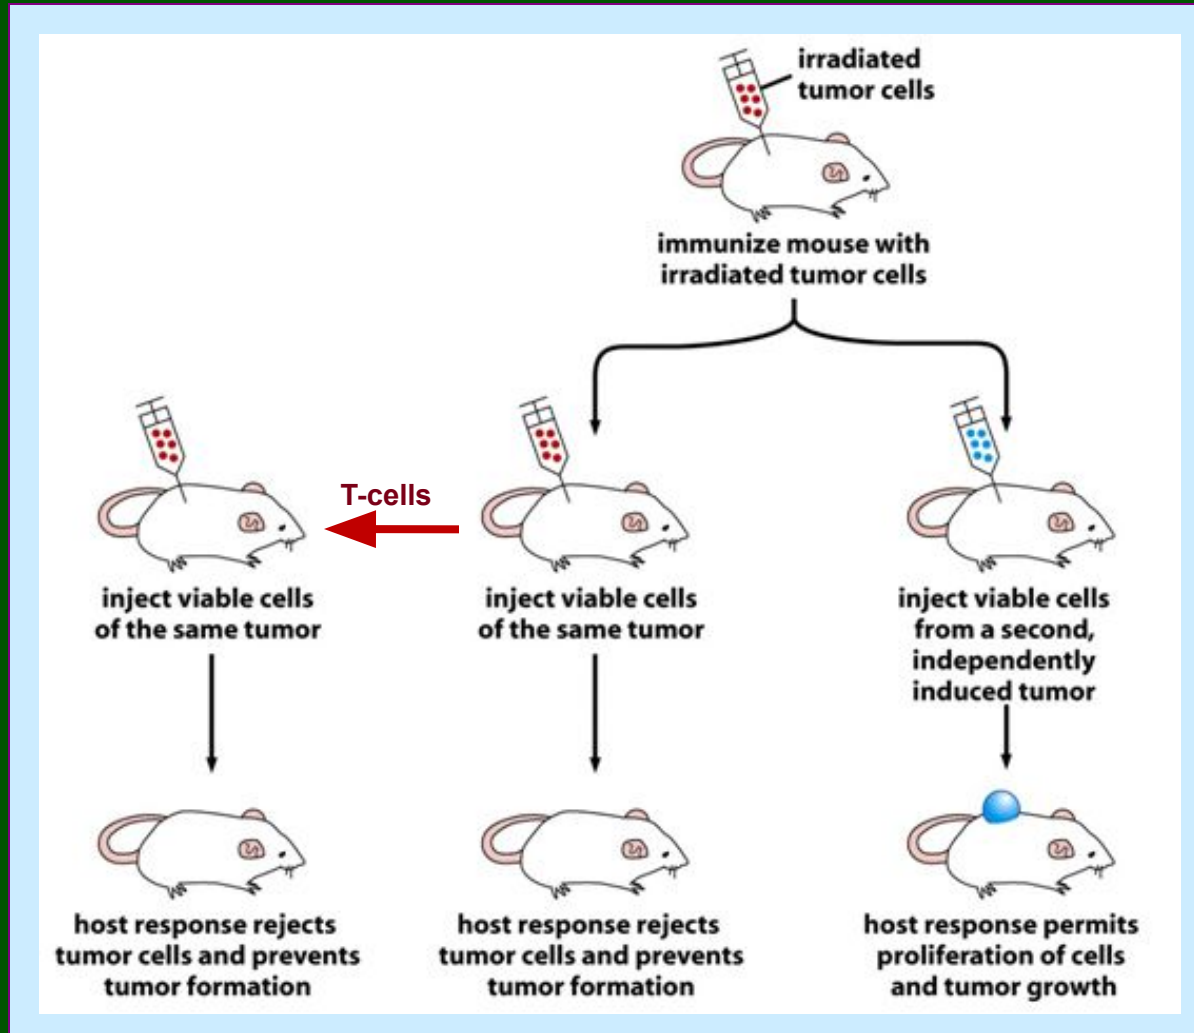 irradiated
tumor cells
immunize mouse with
irradiated tumor cells
T-cells
inject viable cells
of the same tumor
inject viable cells
of the same tumor
inject viable cells
from a second,
independently
induced tumor
host response rejects
tumor cells and prevents
tumor formation
host response rejects
tumor cells and prevents
tumor formation
host response permits
proliferation of cells
and tumor growth